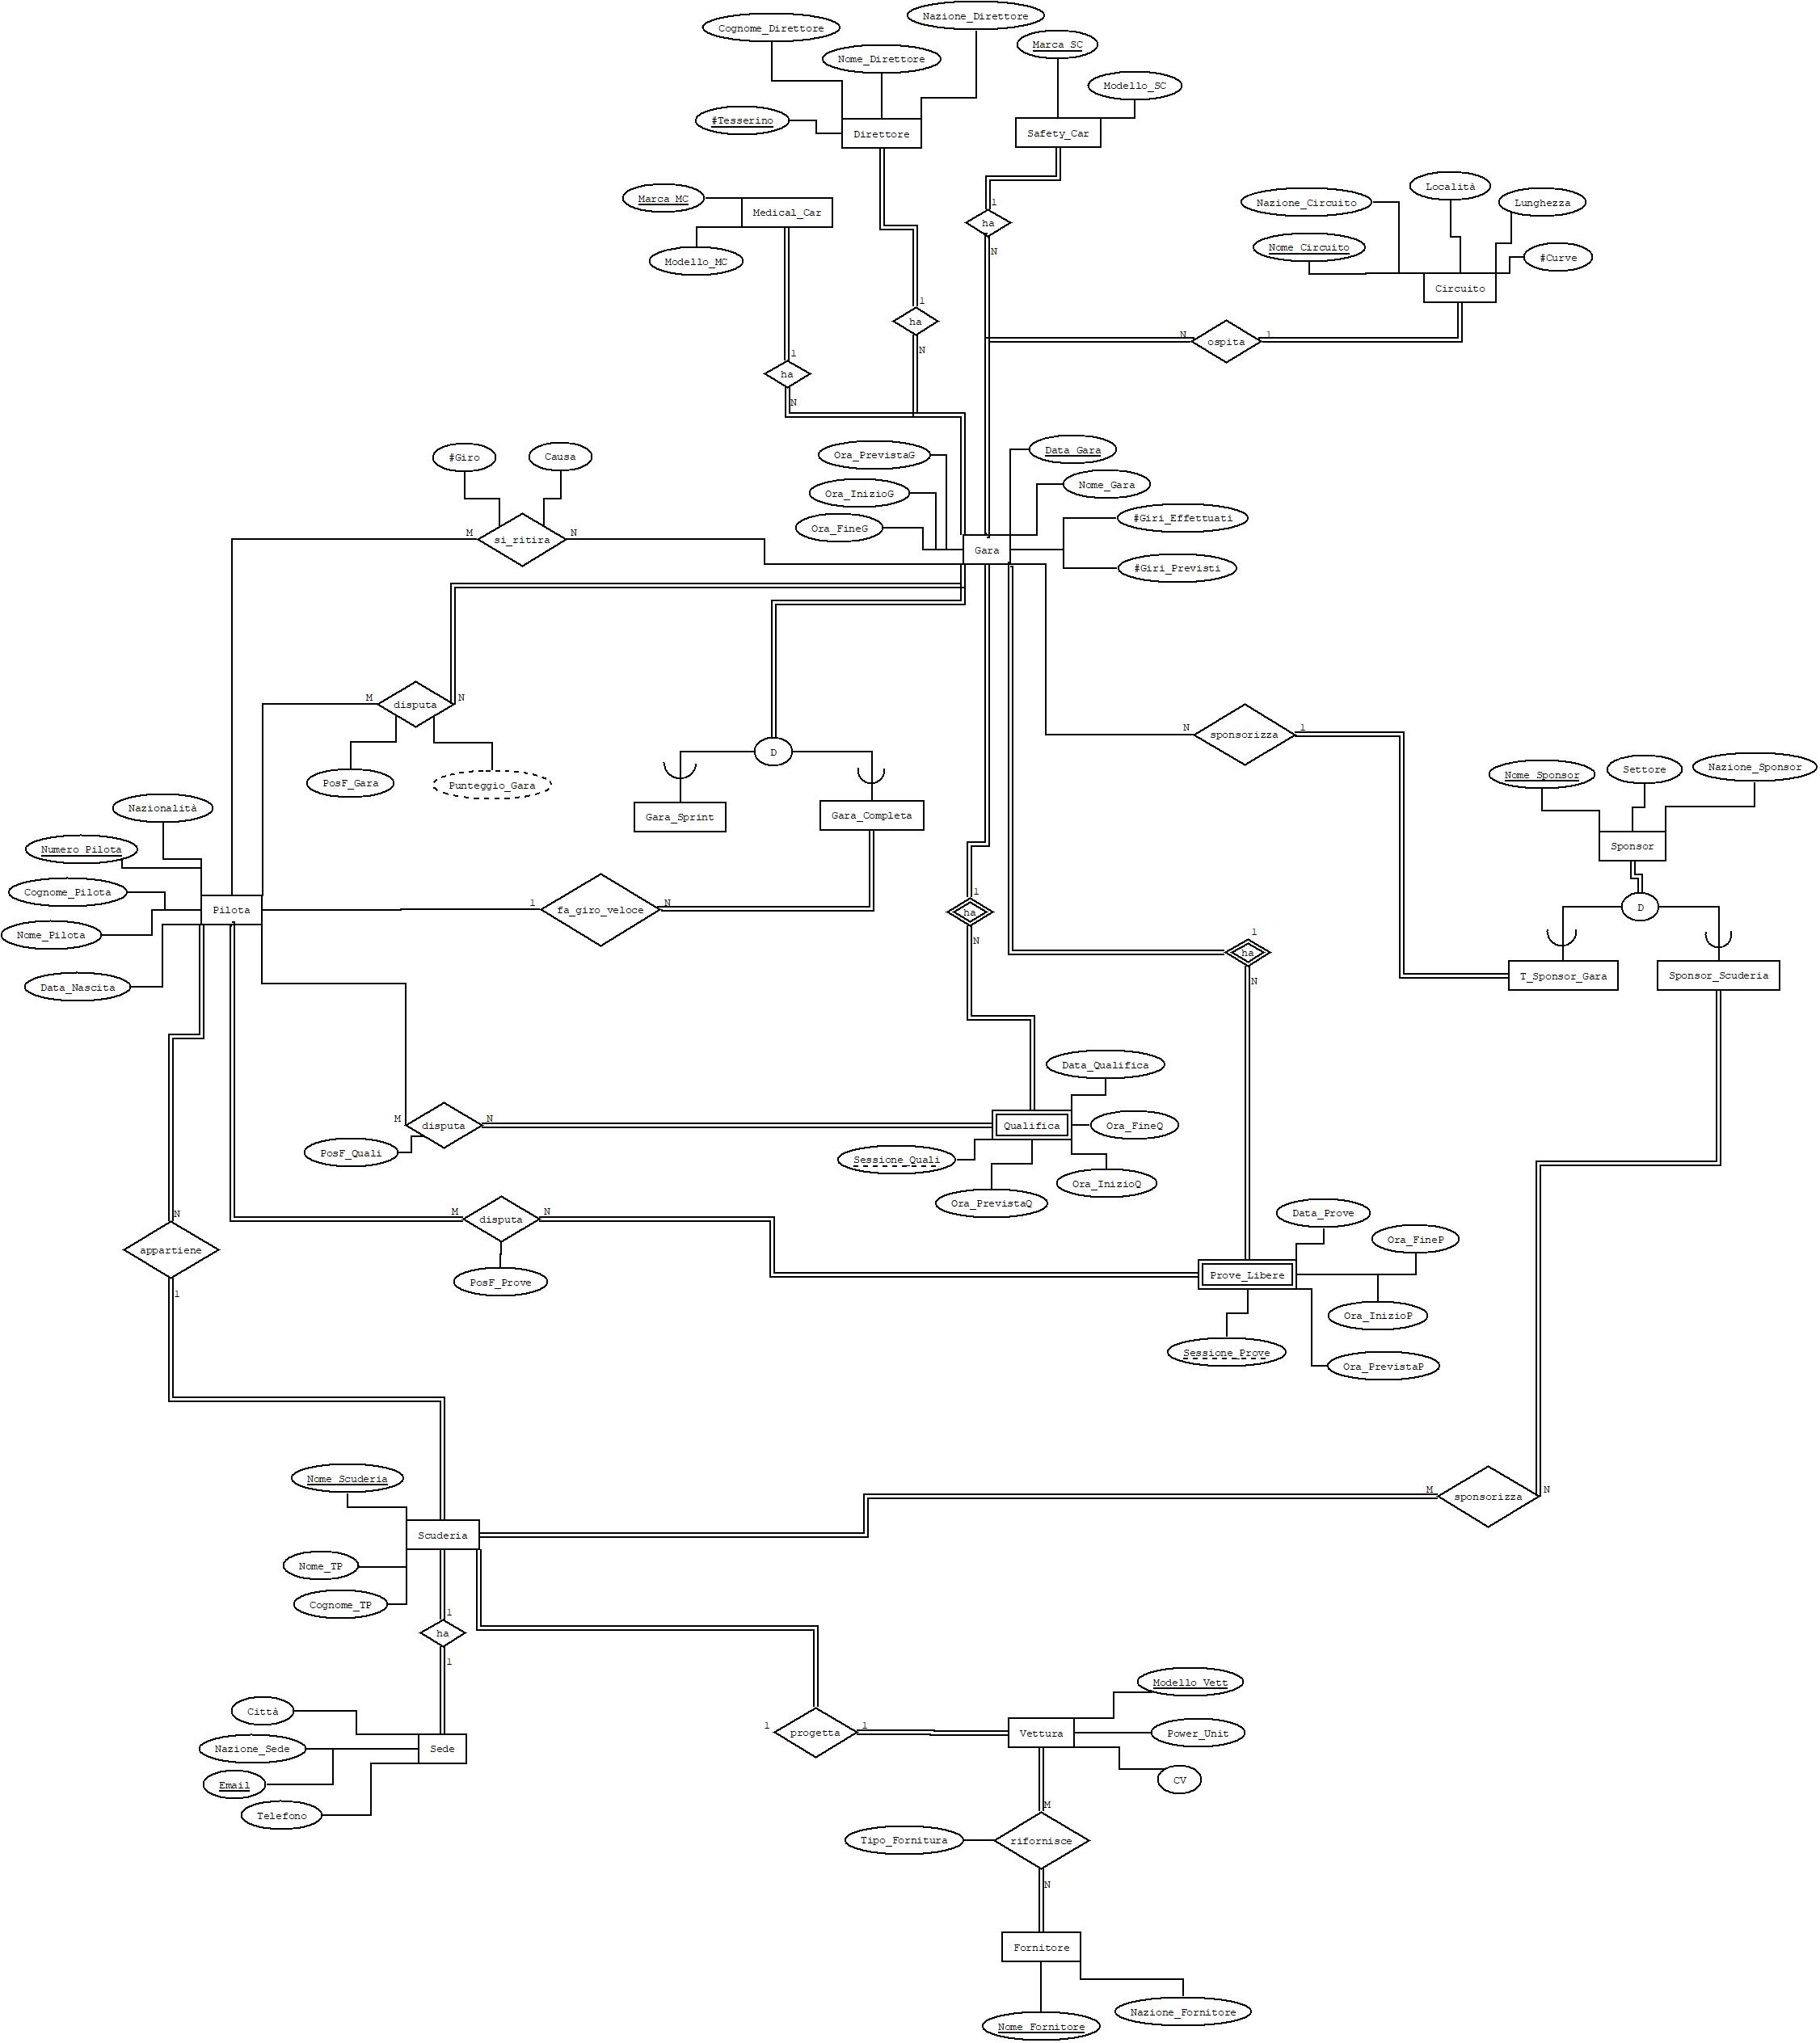 Nazione_Direttore
Cognome_Direttore
Marca_SC
Nome_Direttore
Modello_SC
#Tesserino
Direttore
Safety_Car
Località
Marca_MC
Nazione_Circuito
Lunghezza
1
Medical_Car
ha
Nome_Circuito
N
#Curve
Modello_MC
Circuito
1
ha
N
ospita
1
N
1
ha
N
Data_Gara
Ora_PrevistaG
#Giro
Causa
Nome_Gara
Ora_InizioG
#Giri_Effettuati
Ora_FineG
M
si_ritira
N
Gara
#Giri_Previsti
M
disputa
N
N
sponsorizza
1
D
PosF_Gara
Punteggio_Gara
Nome_Sponsor
Settore
Nazione_Sponsor
Nazionalità
Gara_Sprint
Gara_Completa
Numero_Pilota
Sponsor
Cognome_Pilota
1
Pilota
1
fa_giro_veloce
N
ha
D
Nome_Pilota
1
N
ha
T_Sponsor_Gara
Sponsor_Scuderia
Data_Nascita
N
Data_Qualifica
M
disputa
N
Qualifica
Ora_FineQ
PosF_Quali
Sessione_Quali
Ora_InizioQ
Ora_PrevistaQ
N
M
disputa
N
Data_Prove
appartiene
Ora_FineP
PosF_Prove
Prove_Libere
1
Ora_InizioP
Sessione_Prove
Ora_PrevistaP
Nome_Scuderia
M
sponsorizza
N
Scuderia
Nome_TP
Cognome_TP
1
ha
1
Modello_Vett
Città
1
progetta
1
Vettura
Power_Unit
Nazione_Sede
Sede
Email
CV
Telefono
M
Tipo_Fornitura
rifornisce
N
Fornitore
Nazione_Fornitore
Nome_Fornitore